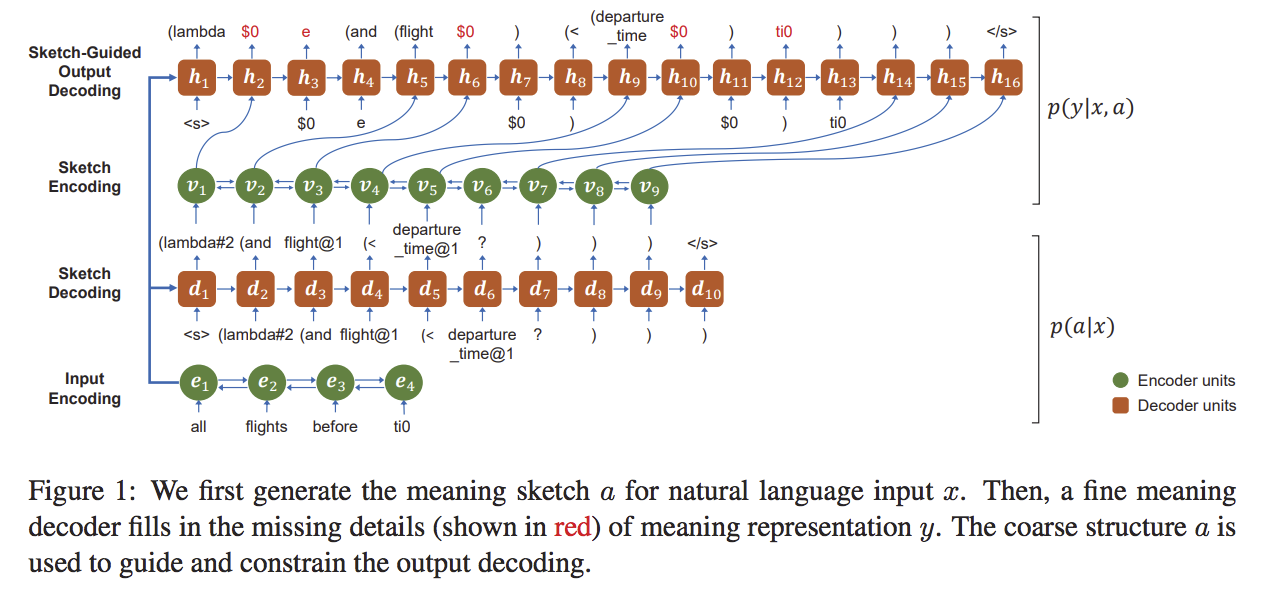 (lambda $0 e (and (flight $0 ) (< (departure _time $0 ) ti0 ) ) ) </s>
Sketch-Guided Output Decoding
h1 h2 h3 h4 h5 h6 h7 h8 h9 h10 h11 h12 h13 h14 h15 h16
<s> $0 e $0 ) $0 ) ti0
p(y|x, a)
Sketch Encoding
v1 v2 v3 v4 v5 v6 v7 v8 v9
(lambda#2 (and flight@1 (< departure _time@1 ? ) ) ) </s>
Sketch Decoding
d1 d2 d3 d4 d5 d6 d7 d8 d9 d10
<s> (lambda#2 (and flight@1 (< departure _time@1 ? ) ) )
p(a|x)
Input Encoding
e1 e2 e3 e4
all flights before ti0
Encoder units
Decoder units
Figure 1: We first generate the meaning sketch a for natural language input x. Then, a fine meaning
decoder fills in the missing details (shown in red) of meaning representation y. The coarse structure a is
used to guide and constrain the output decoding.